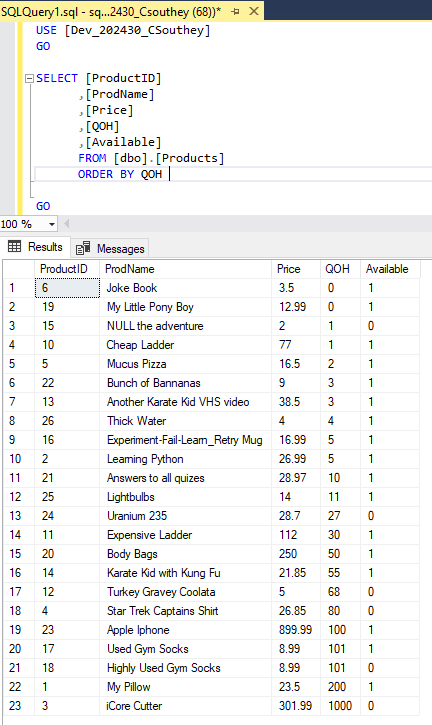 SQLQuery1.sql - sq...2430_CSouthey (68))*
USE [Dev_202430_CSouthey]
GO
SELECT [ProductID]
,[ProdName]
,[Price]
,[QOH]
,[Available]
FROM [dbo].[Products]
ORDER BY QOH
GO
100 %
Results Messages
ProductID ProdName Price QOH Available
1 6 Joke Book 3.5 0 1
2 19 My Little Pony Boy 12.99 0 1
3 15 NULL the adventure 2 1 0
4 10 Cheap Ladder 77 1 1
5 5 Mucus Pizza 16.5 2 1
6 22 Bunch of Bannanas 9 3 1
7 13 Another Karate Kid VHS video 38.5 3 1
8 26 Thick Water 4 4 1
9 16 Experiment-Fail-Learn_Retry Mug 16.99 5 1
10 2 Learning Python 26.99 5 1
11 21 Answers to all quizes 28.97 10 1
12 25 Lightbulbs 14 11 1
13 24 Uranium 235 28.7 27 0
14 11 Expensive Ladder 112 30 1
15 20 Body Bags 250 50 1
16 14 Karate Kid with Kung Fu 21.85 55 1
17 12 Turkey Gravey Coolata 5 68 0
18 4 Star Trek Captains Shirt 26.85 80 0
19 23 Apple Iphone 899.99 100 1
20 17 Used Gym Socks 8.99 101 1
21 18 Highly Used Gym Socks 8.99 101 0
22 1 My Pillow 23.5 200 1
23 3 iCore Cutter 301.99 1000 0